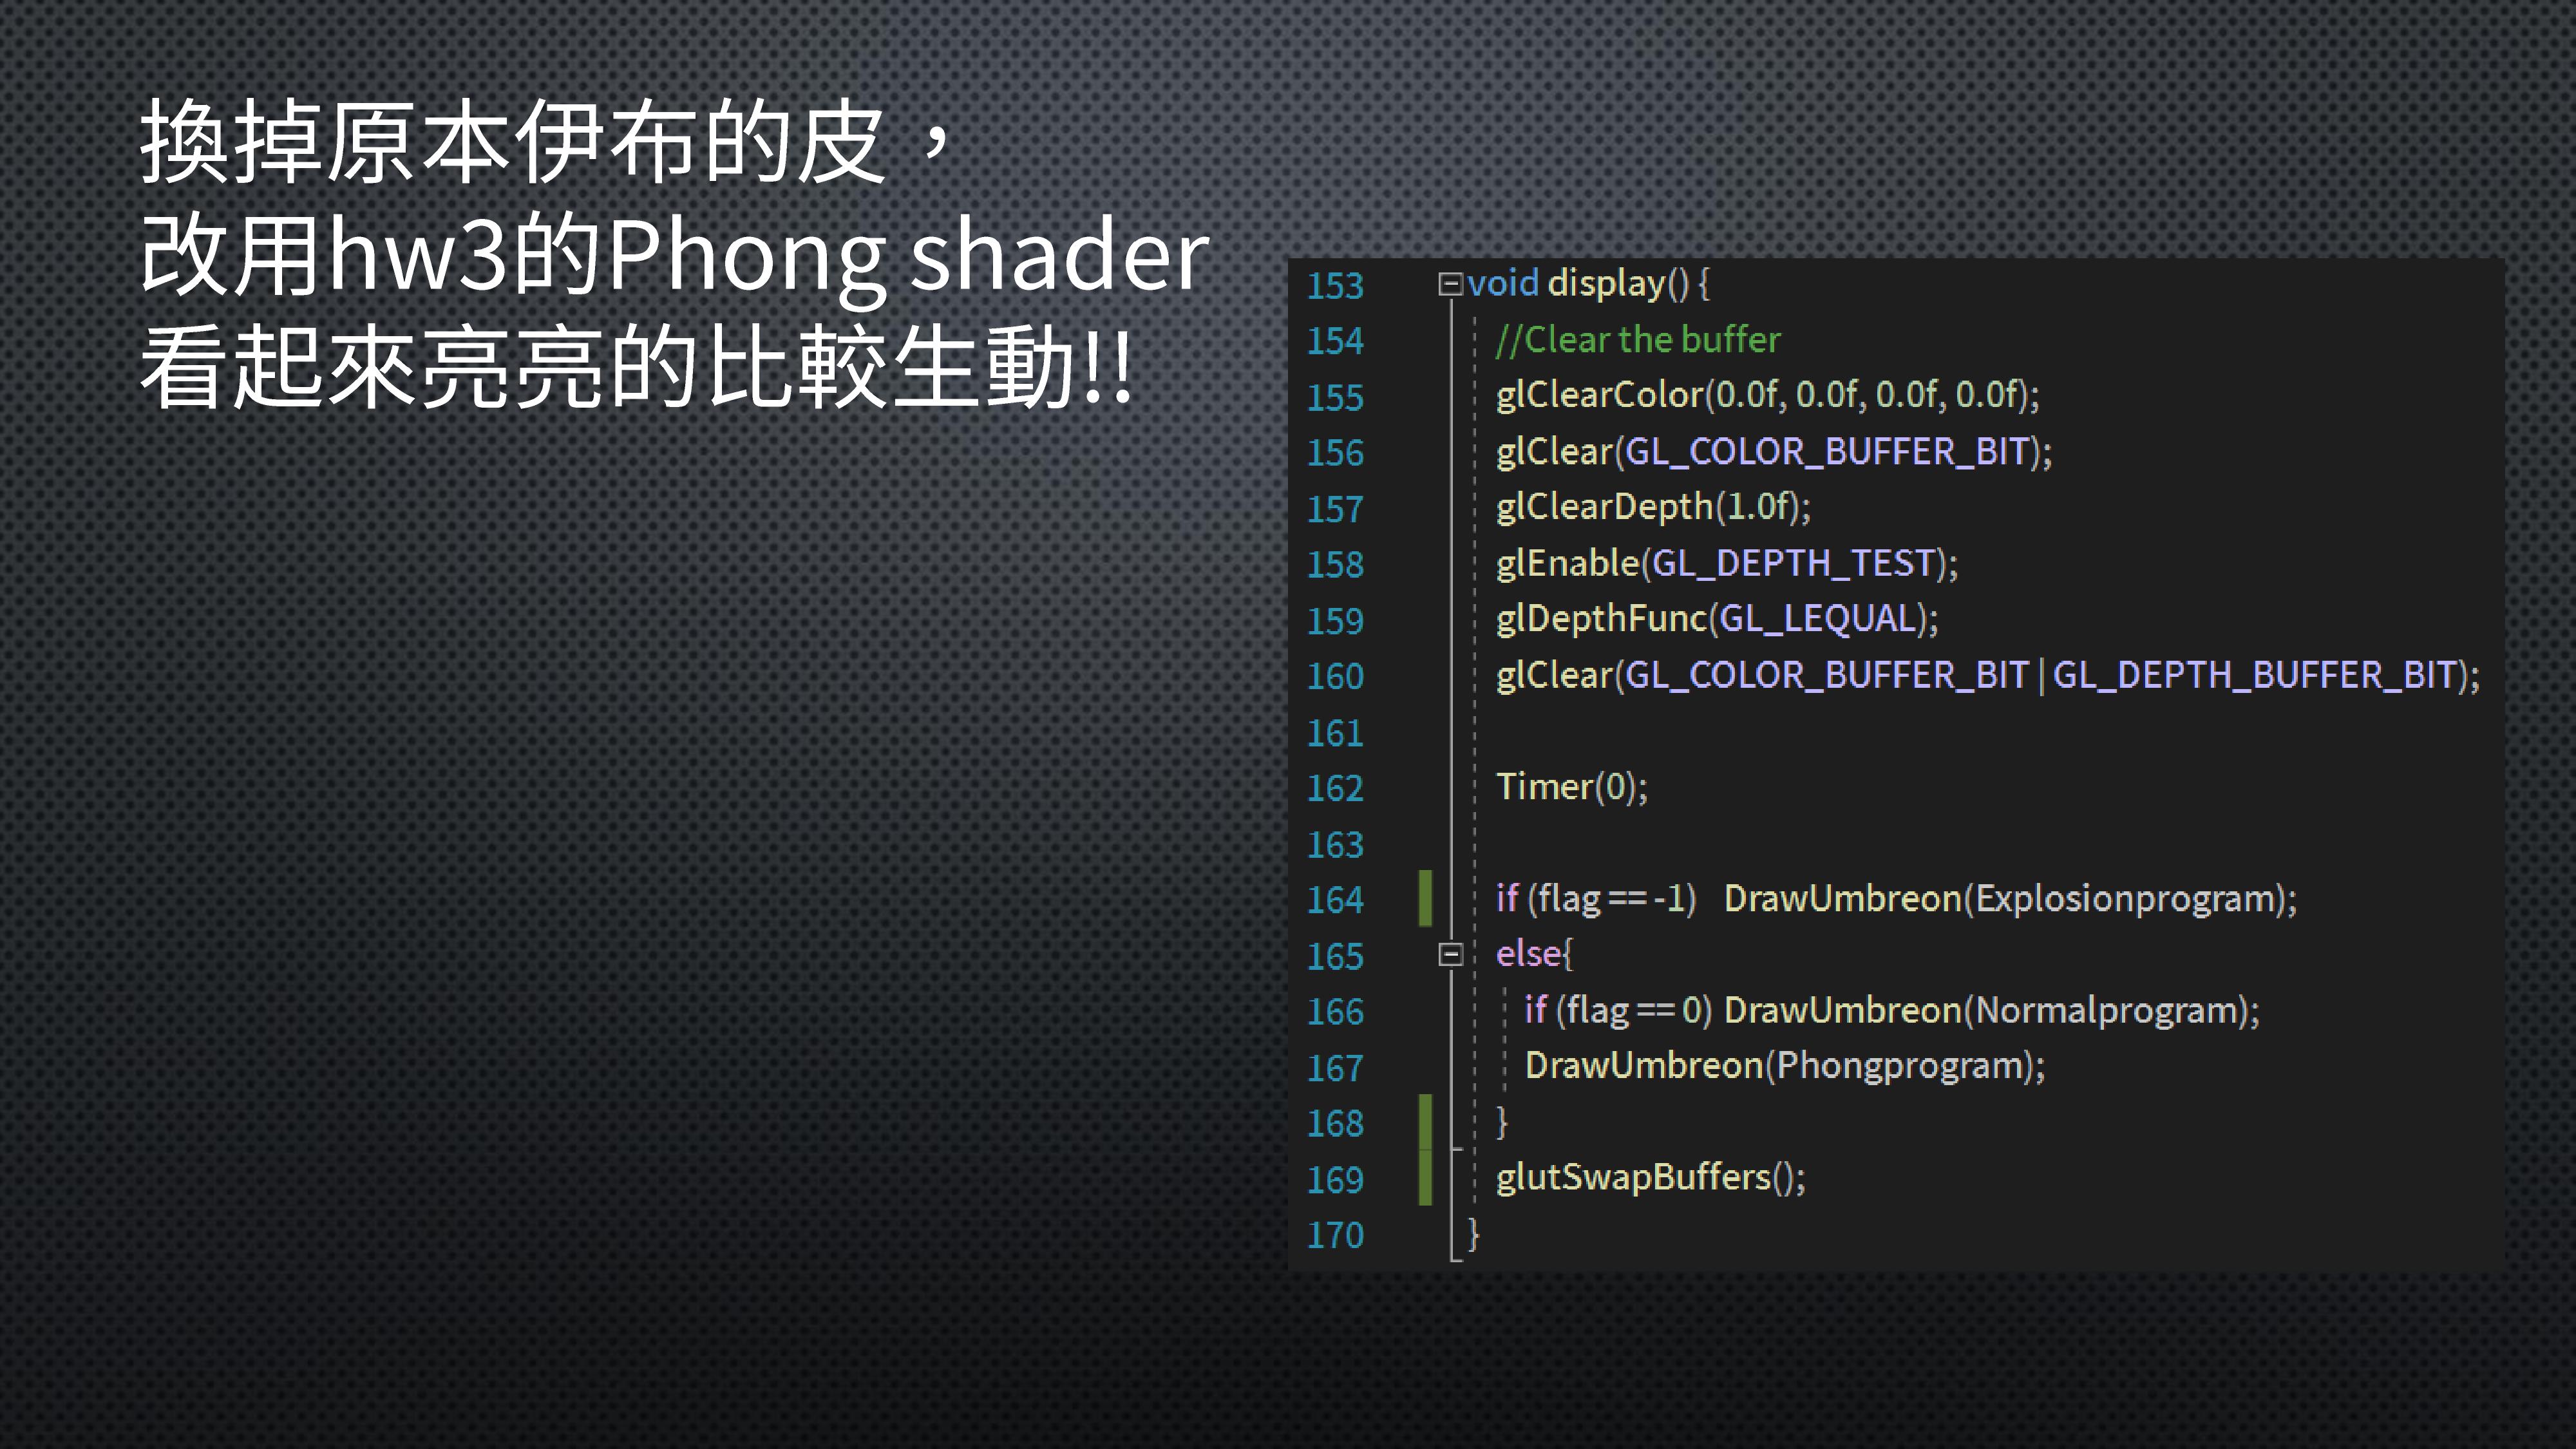 換掉原本伊布的皮，
改用hw3的Phong shader
看起來亮亮的比較生動!!
153 void display() {
154 //Clear the buffer
155 glClearColor(0.0f, 0.0f, 0.0f, 0.0f);
156 glClear(GL_COLOR_BUFFER_BIT);
157 glClearDepth(1.0f);
158 glEnable(GL_DEPTH_TEST);
159 glDepthFunc(GL_LEQUAL);
160 glClear(GL_COLOR_BUFFER_BIT | GL_DEPTH_BUFFER_BIT);
161
162 Timer(0);
163
164 if (flag == -1) DrawUmbreon(Explosionprogram);
165 else{
166 if (flag == 0) DrawUmbreon(Normalprogram);
167 DrawUmbreon(Phongprogram);
168 }
169 glutSwapBuffers();
170 }